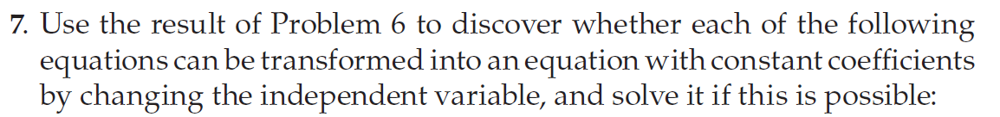 7. Use the result of Problem 6 to discover whether each of the following
equations can be transformed into an equation with constant coefficients
by changing the independent variable, and solve it if this is possible: